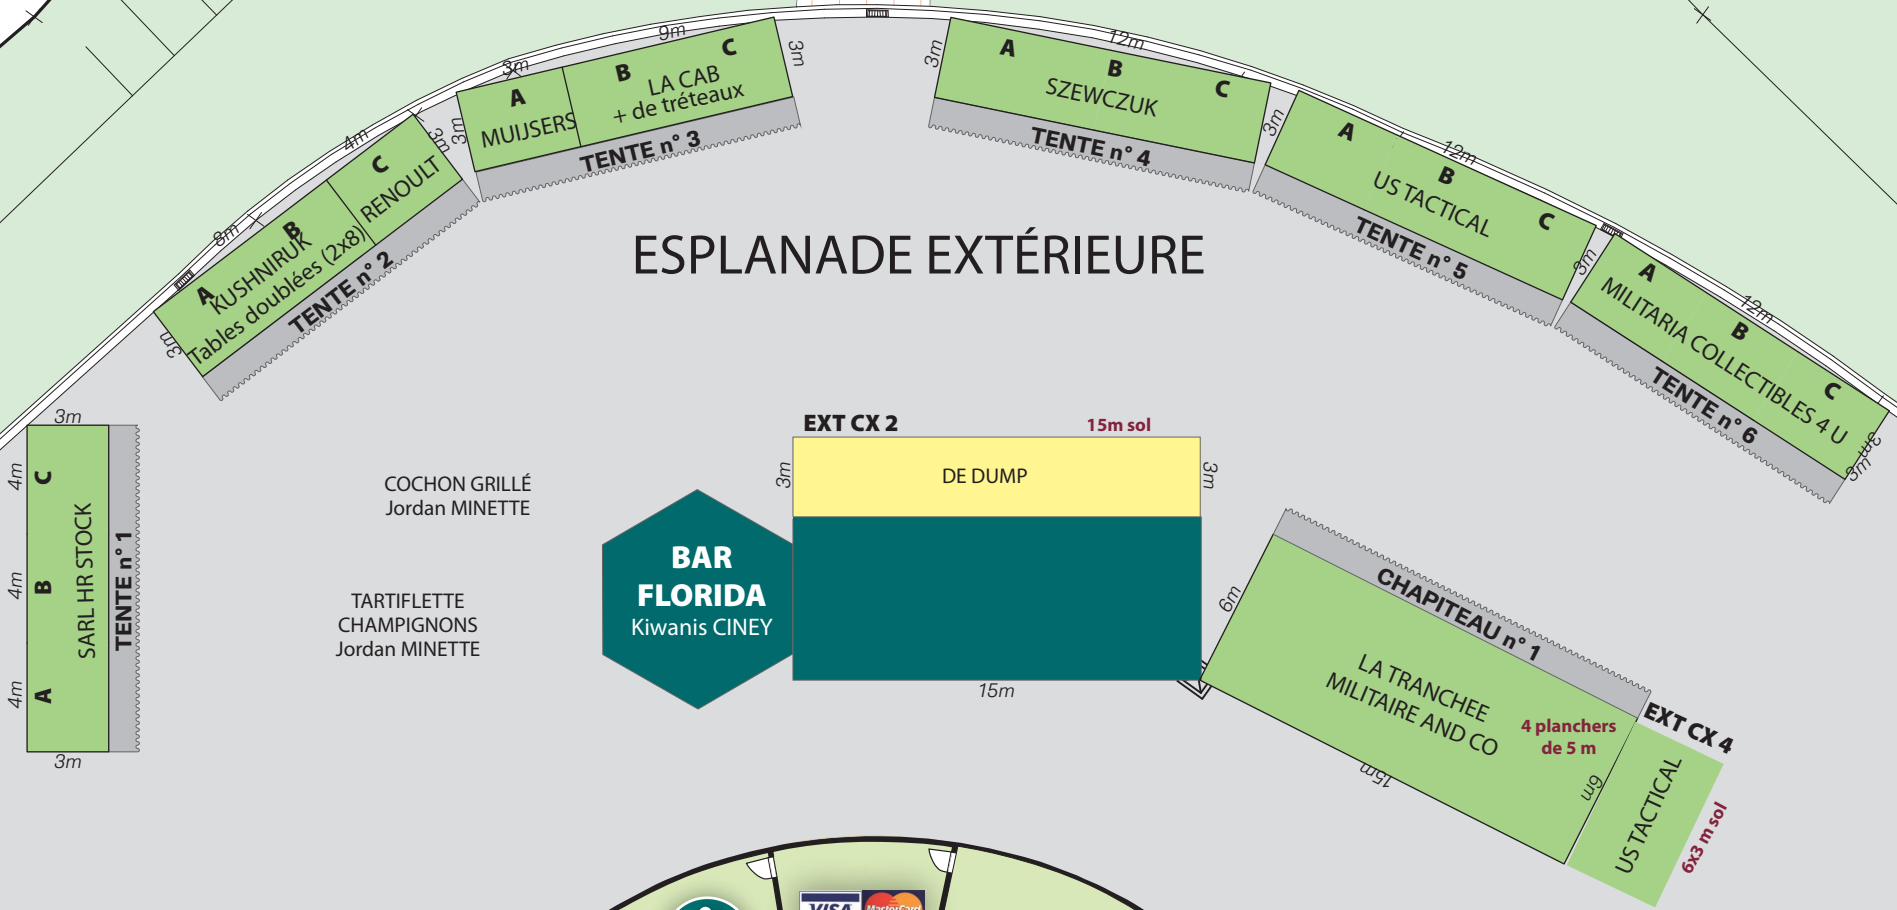 9m
3m
A
MUIJSERS
B
C
LA CAB
+ de tréteaux
3m
3m
TENTE n° 3
3m
12m
A
B
C
SZEWCZUK
TENTE n° 4
3m
12m
A
B
C
US TACTICAL
TENTE n° 5
3m
12m
A
B
C
MILITARIA COLLECTIBLES 4 U
TENTE n° 6
3m
3m
4m
3m
8m
A
B
C
KUSHNIRUK
Tables doublées (2x8)
RENOULT
TENTE n° 2
3m
ESPLANADE EXTÉRIEURE
3m
4m
4m
4m
C
B
A
SARL HR STOCK
TENTE n° 1
3m
COCHON GRILLÉ
Jordan MINETTE
TARTIFLETTE
CHAMPIGNONS
Jordan MINETTE
EXT CX 2
15m sol
3m
DE DUMP
3m
BAR
FLORIDA
Kiwanis CINEY
15m
6m
CHAPITEAU n° 1
LA TRANCHEE
MILITAIRE AND CO
4 planchers
de 5 m
15m
6m
EXT CX 4
US TACTICAL
6x3 m sol
VISA
MasterCard